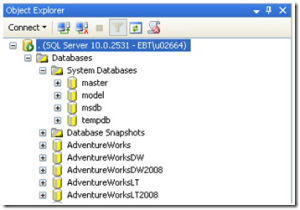 Object Explorer
Connect
. (SQL Server 10.0.2531 - EBT\u02664)
Databases
System Databases
master
model
msdb
tempdb
Database Snapshots
AdventureWorks
AdventureWorksDW
AdventureWorksDW2008
AdventureWorksLT
AdventureWorksLT2008